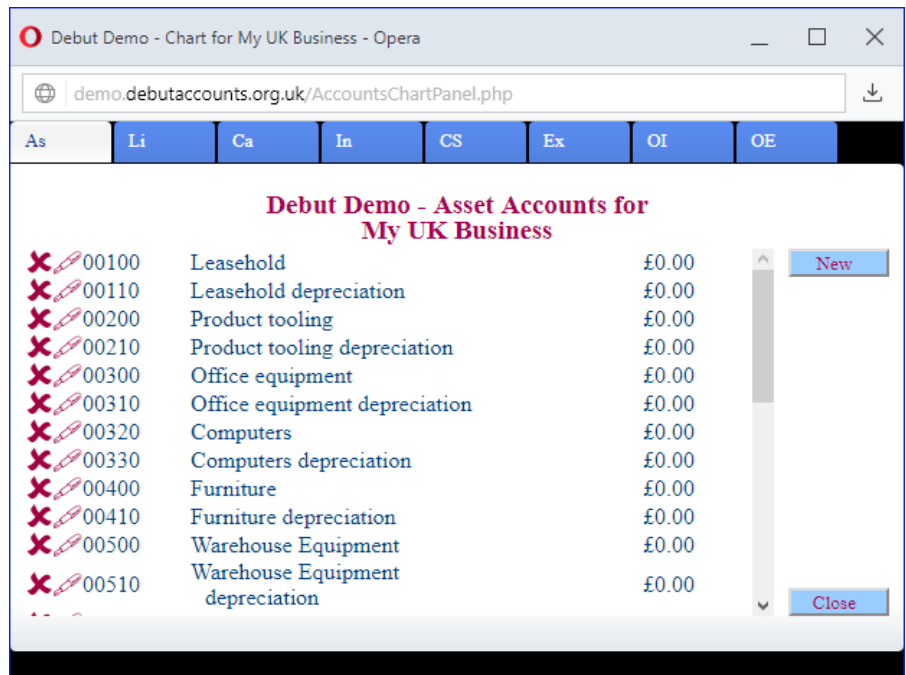 Debut Demo - Chart for My UK Business - Opera
demo.debutaccounts.org.uk/AccountsChartPanel.php
As Li Ca In CS Ex OI OE
Debut Demo - Asset Accounts for
My UK Business
00100 Leasehold £0.00
New
00110 Leasehold depreciation £0.00
00200 Product tooling £0.00
00210 Product tooling depreciation £0.00
00300 Office equipment £0.00
00310 Office equipment depreciation £0.00
00320 Computers £0.00
00330 Computers depreciation £0.00
00400 Furniture £0.00
00410 Furniture depreciation £0.00
00500 Warehouse Equipment £0.00
00510 Warehouse Equipment £0.00
depreciation
Close